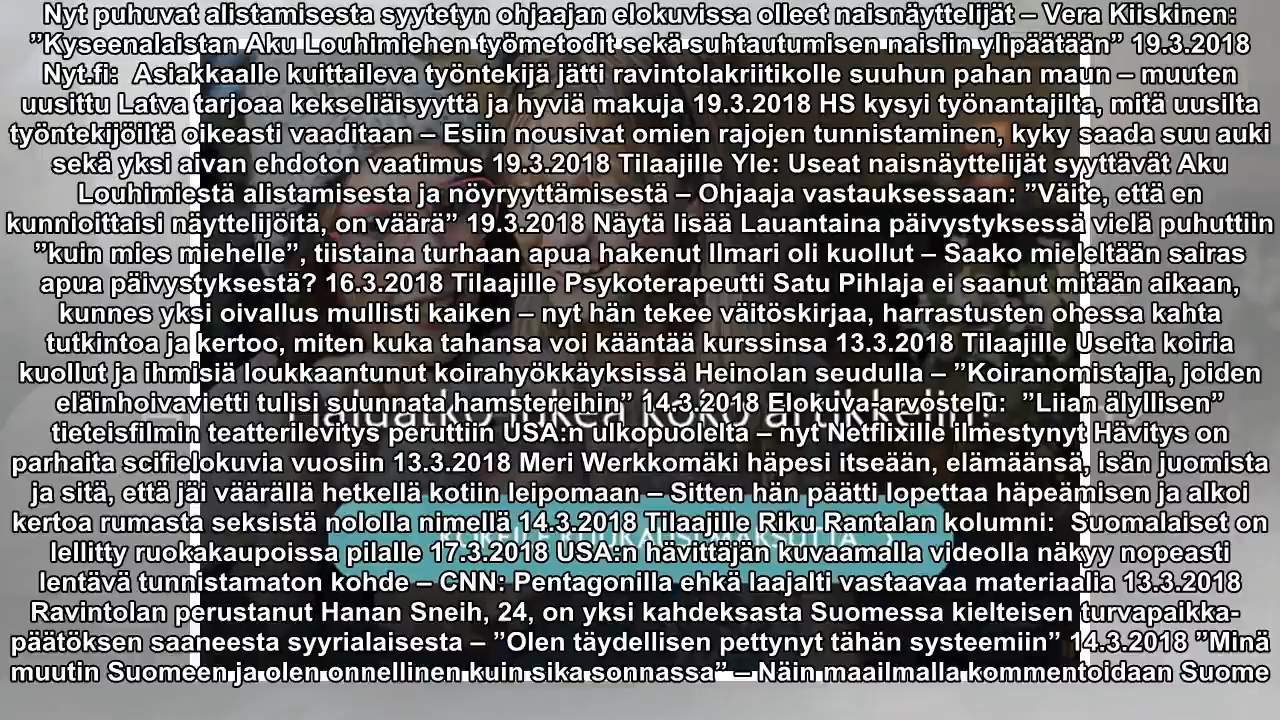 Nyt puhuvat alistamisesta syytetyn ohjaajan elokuvissa olleet naisnäyttelijät – Vera Kiiskinen:
”Kyseenalaistan Aku Louhimiehen työmetodit sekä suhtautumisen naisiin ylipäätään” 19.3.2018
Nyt.fi: Asiakkaalle kuittaileva työntekijä jätti ravintolakriitikolle suuhun pahan maun – muuten
uusittu Latva tarjoaa kekseliäisyyttä ja hyviä makuja 19.3.2018 HS kysyi työnantajilta, mitä uusilta
työntekijöiltä oikeasti vaaditaan – Esiin nousivat omien rajojen tunnistaminen, kyky saada suu auki
sekä yksi aivan ehdoton vaatimus 19.3.2018 Tilaajille Yle: Useat naisnäyttelijät syyttävät Aku
Louhimiestä alistamisesta ja nöyryyttämisestä – Ohjaaja vastauksessaan: ”Väite, että en
kunnioittaisi näyttelijöitä, on väärä” 19.3.2018 Näytä lisää Lauantaina päivystyksessä vielä puhuttiin
”kuin mies miehelle”, tiistaina turhaan apua hakenut Ilmari oli kuollut – Saako mieleltään sairas
apua päivystyksestä? 16.3.2018 Tilaajille Psykoterapeutti Satu Pihlaja ei saanut mitään aikaan,
kunnes yksi oivallus mullisti kaiken – nyt hän tekee väitöskirjaa, harrastusten ohessa kahta
tutkintoa ja kertoo, miten kuka tahansa voi kääntää kurssinsa 13.3.2018 Tilaajille Useita koiria
kuollut ja ihmisiä loukkaantunut koirahyökkäyksissä Heinolan seudulla – ”Koiranomistajia, joiden
eläinhoivavietti tulisi suunnata hamstereihin” 14.3.2018 Elokuva-arvostelu: ”Liian älyllisen”
Haluatko lukea koko artikkelin?
tieteisfilmin teatterilevitys peruttiin USA:n ulkopuolelta – nyt Netflixille ilmestynyt Hävitys on
parhaita scifielokuvia vuosiin 13.3.2018 Meri Werkkomäki häpesi itseään, elämäänsä, isän juomista
ja sitä, että jäi väärällä hetkellä kotiin leipomaan – Sitten hän päätti lopettaa häpeämisen ja alkoi
kertoa rumasta seksistä nololla nimellä 14.3.2018 Tilaajille Riku Rantalan kolumni: Suomalaiset on
KOKEILE KUUKAUSI MAKSUTTA
lellitty ruokakaupoissa pilalle 17.3.2018 USA:n hävittäjän kuvaamalla videolla näkyy nopeasti
lentävä tunnistamaton kohde – CNN: Pentagonilla ehkä laajalti vastaavaa materiaalia 13.3.2018
Ravintolan perustanut Hanan Sneih, 24, on yksi kahdeksasta Suomessa kielteisen turvapaikka-
päätöksen saaneesta syyrialaisesta – ”Olen täydellisen pettynyt tähän systeemiin” 14.3.2018 ”Minä
muutin Suomeen ja olen onnellinen kuin sika sonnassa” – Näin maailmalla kommentoidaan Suome